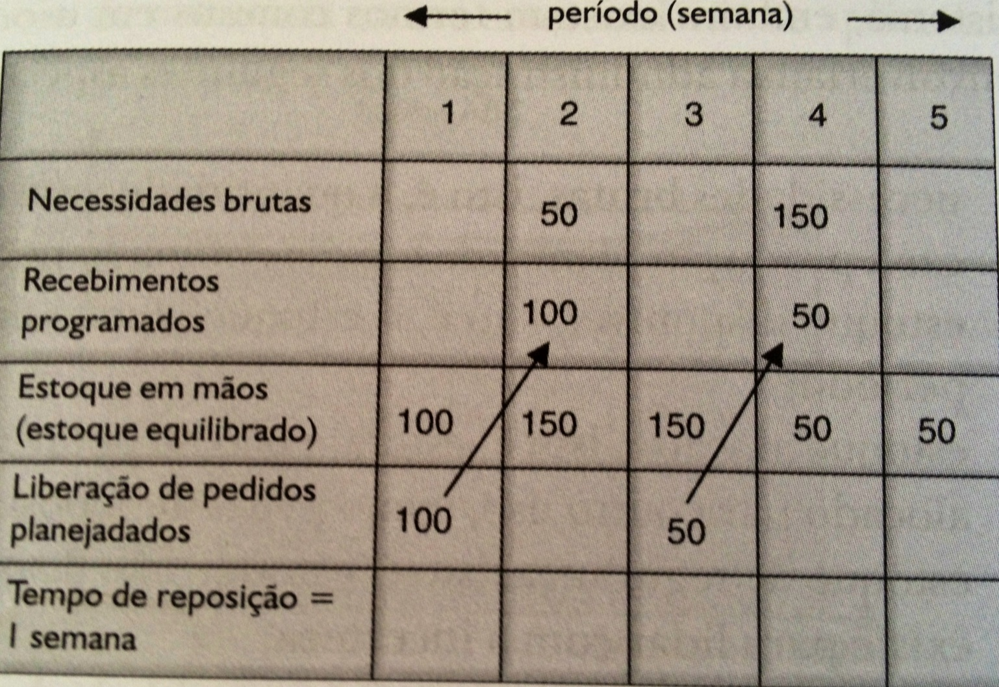 período (semana)
1 2 3 4 5
Necessidades brutas 50 150
Recebimentos
programados 100 50
Estoque em mãos
(estoque equilibrado) 100 150 150 50 50
Liberação de pedidos
planejadados 100 50
Tempo de reposição =
1 semana